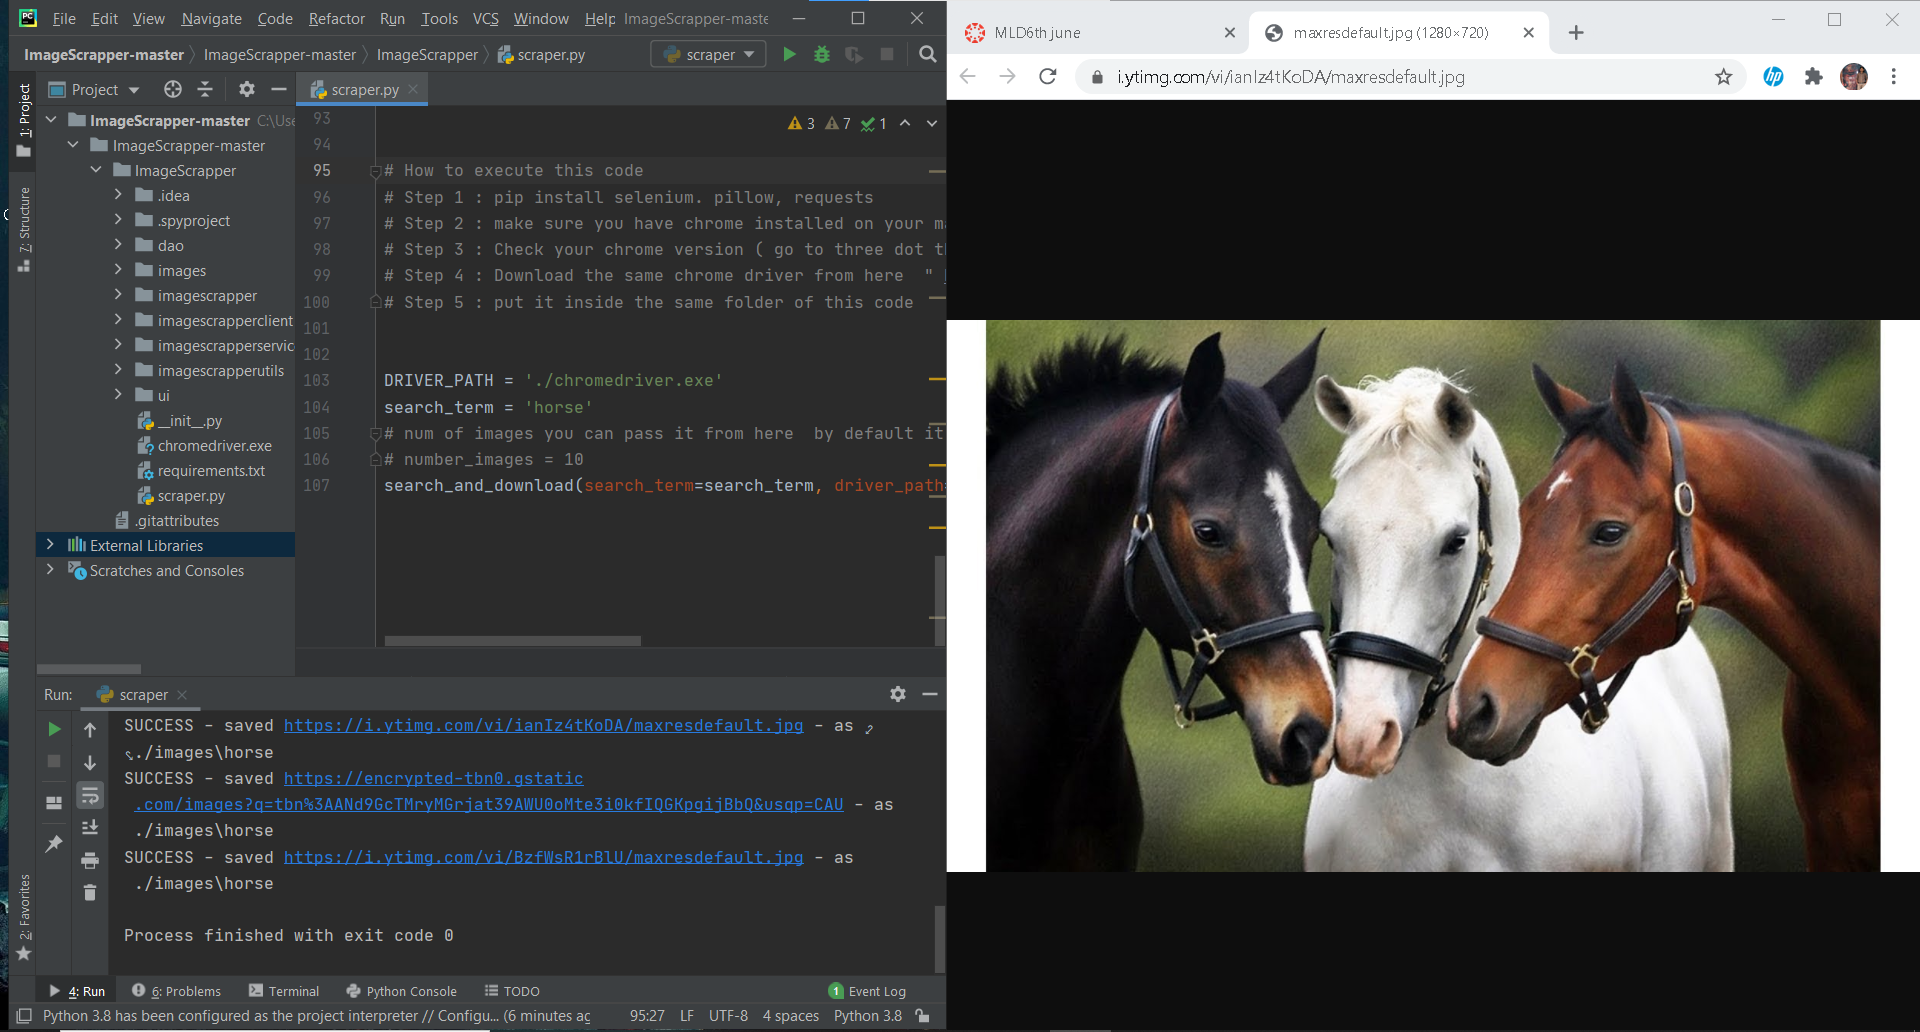 File Edit View Navigate Code Refactor Run Tools VCS Window Help ImageScrapper-maste
ImageScrapper-master ImageScrapper-master ImageScrapper scraper.py scraper
Project scraper.py
1: Project
7: Structure
2: Favorites
ImageScrapper-master C:\Use
ImageScrapper-master
ImageScrapper
.idea
.spyproject
dao
images
imagescrapper
imagescrapperclient
imagescrapperservic
imagescrapperutils
ui
__init__.py
chromedriver.exe
requirements.txt
scraper.py
.gitattributes
External Libraries
Scratches and Consoles
3 7 1
93
94
95 # How to execute this code
96 # Step 1 : pip install selenium. pillow, requests
97 # Step 2 : make sure you have chrome installed on your ma
98 # Step 3 : Check your chrome version ( go to three dot th
99 # Step 4 : Download the same chrome driver from here "
100 # Step 5 : put it inside the same folder of this code
101
102
103 DRIVER_PATH = './chromedriver.exe'
104 search_term = 'horse'
105 # num of images you can pass it from here by default it
106 # number_images = 10
107 search_and_download(search_term=search_term, driver_path=
Run: scraper
SUCCESS - saved https://i.ytimg.com/vi/ianIz4tKoDA/maxresdefault.jpg - as
./images\horse
SUCCESS - saved https://encrypted-tbn0.gstatic
.com/images?q=tbn%3AANd9GcTMryMGrjat39AWU0oMte3i0kfIQGKpgijBbQ&usqp=CAU - as
./images\horse
SUCCESS - saved https://i.ytimg.com/vi/BzfWsR1rBlU/maxresdefault.jpg - as
./images\horse
Process finished with exit code 0
4: Run 6: Problems Terminal Python Console TODO 1 Event Log
Python 3.8 has been configured as the project interpreter // Configu... (6 minutes ag 95:27 LF UTF-8 4 spaces Python 3.8
MLD6th june maxresdefault.jpg (1280×720)
i.ytimg.com/vi/ianIz4tKoDA/maxresdefault.jpg
hp